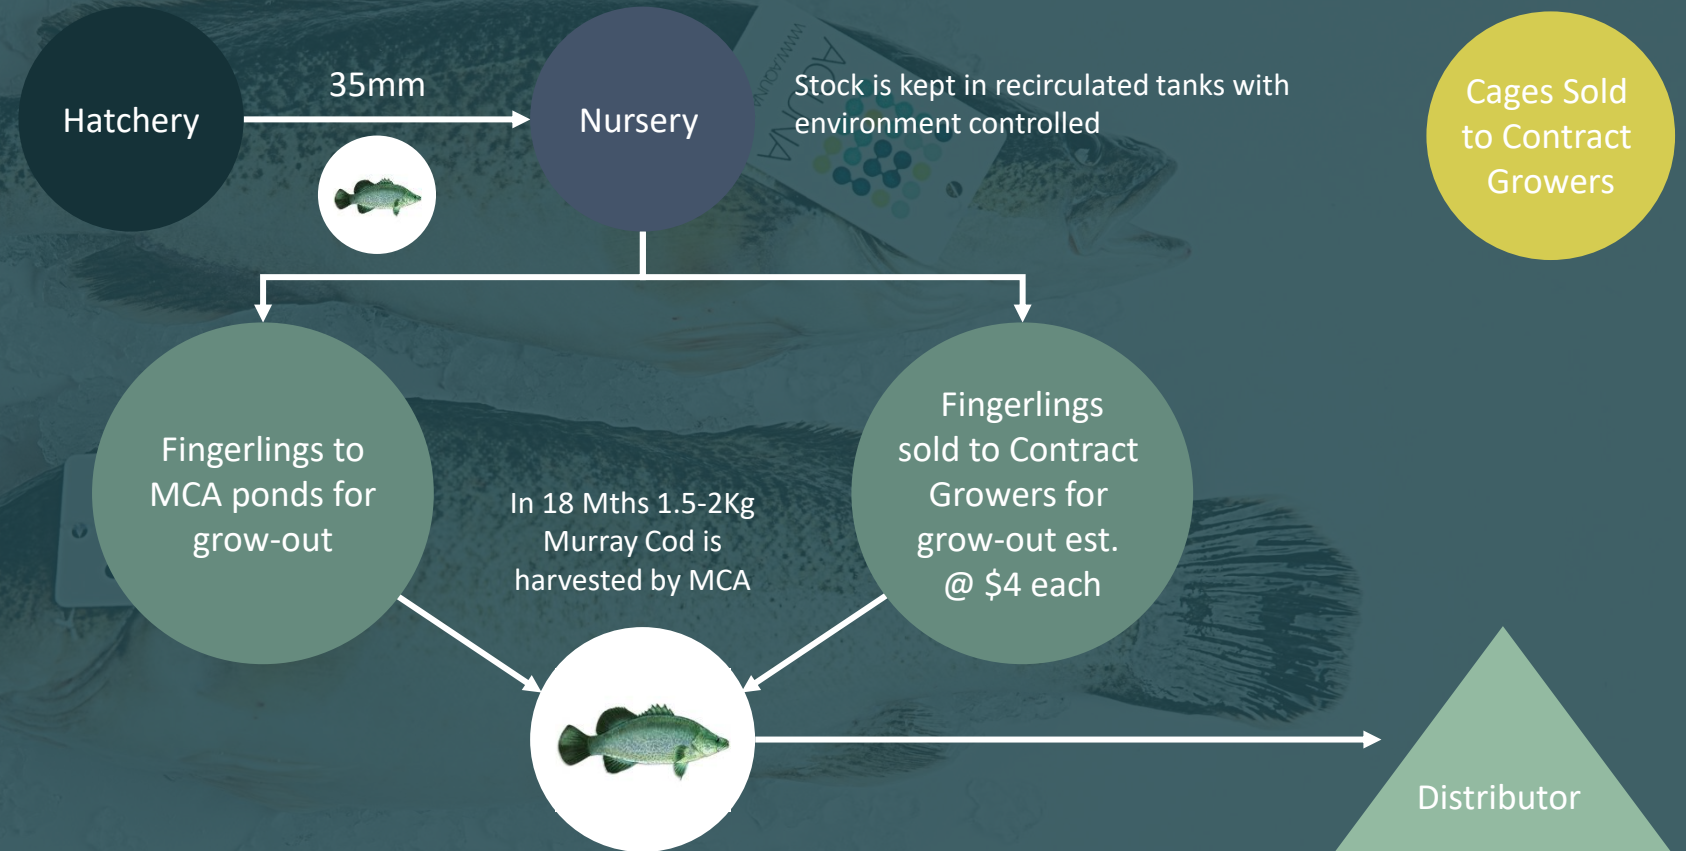 Hatchery
35mm
Nursery
Stock is kept in recirculated tanks with
environment controlled
Cages Sold
to Contract
Growers
AQUNA
Fingerlings to
MCA ponds for
grow-out
In 18 Mths 1.5-2Kg
Murray Cod is
harvested by MCA
Fingerlings
sold to Contract
Growers for
grow-out est.
@ $4 each
Distributor